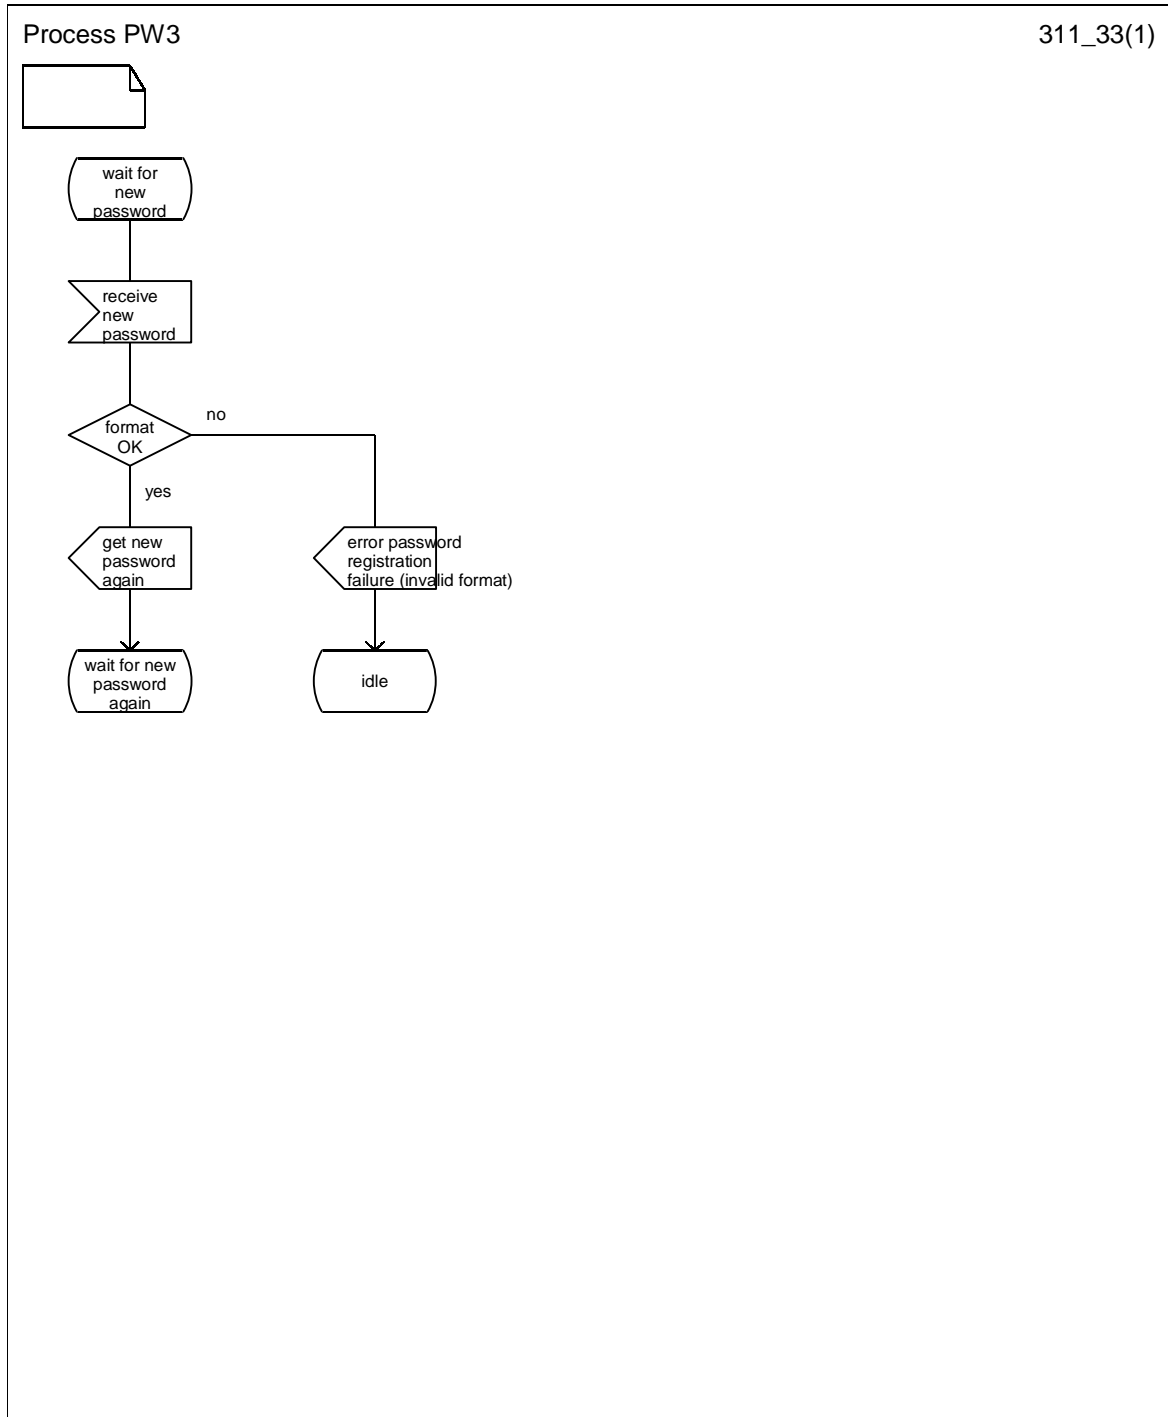 Process PW3
311_33(1)
wait for
new
password
receive
new
password
format
OK
no
yes
get new
password
again
error password
registration
failure (invalid format)
wait for new
password
again
idle